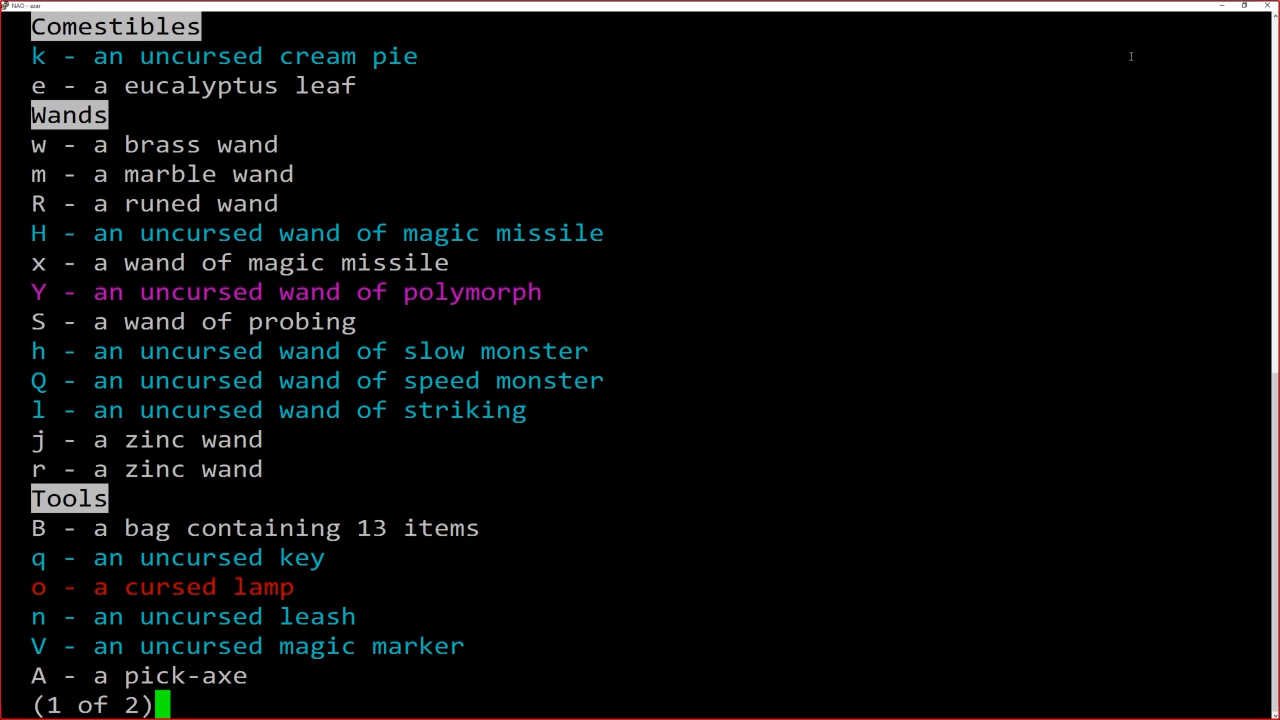 NAO - azar
Comestibles
k - an uncursed cream pie
e - a eucalyptus leaf
Wands
w - a brass wand
m - a marble wand
R - a runed wand
H - an uncursed wand of magic missile
x - a wand of magic missile
Y - an uncursed wand of polymorph
S - a wand of probing
h - an uncursed wand of slow monster
Q - an uncursed wand of speed monster
l - an uncursed wand of striking
j - a zinc wand
r - a zinc wand
Tools
B - a bag containing 13 items
q - an uncursed key
o - a cursed lamp
n - an uncursed leash
V - an uncursed magic marker
A - a pick-axe
(1 of 2)